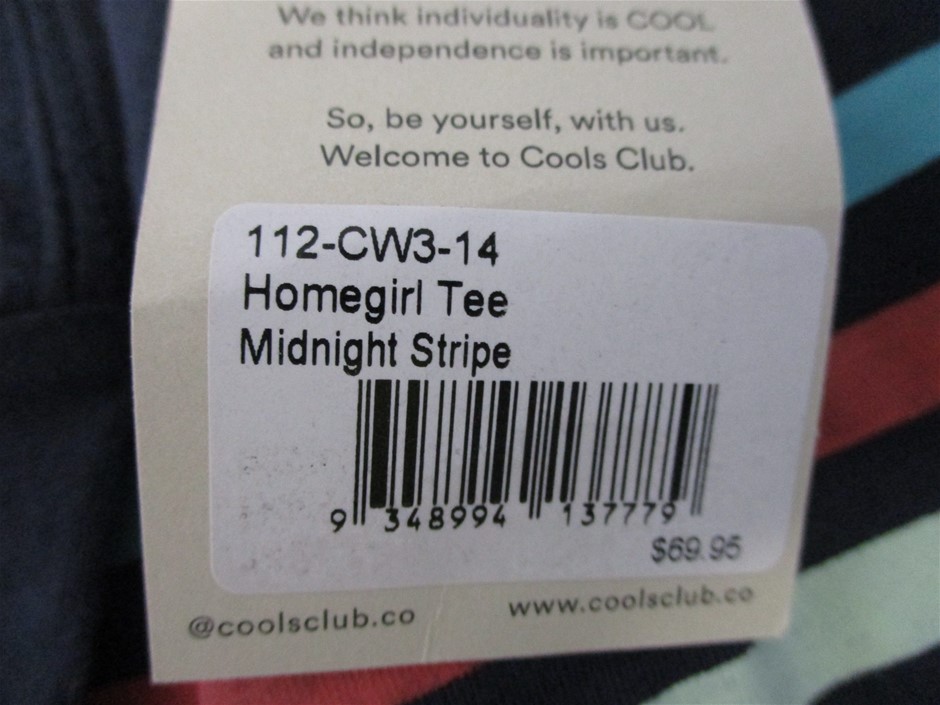 We think individuality is COOL
and independence is important.
So, be yourself, with us.
Welcome to Cools Club.
112-CW3-14
Homegirl Tee
Midnight Stripe
9 348994 137779
$69.95
@coolsclub.co www.coolsclub.co